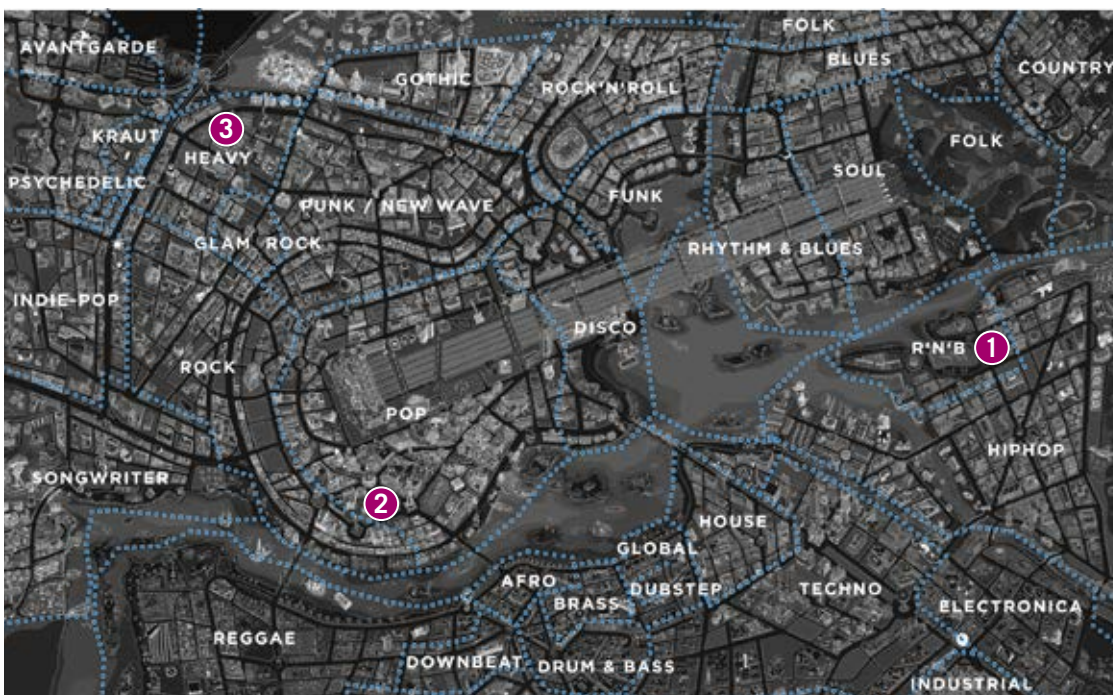 FOLK
AVANTGARDE
BLUES
COUNTRY
GOTHIC
ROCK'N'ROLL
3
KRAUT
HEAVY
FOLK
SOUL
PSYCHEDELIC
FUNK
PUNK / NEW WAVE
GLAM ROCK
RHYTHM & BLUES
INDIE-POP
DISCO
R'N'B
1
ROCK
POP
HIPHOP
SONGWRITER
2
HOUSE
GLOBAL
AFRO
DUBSTEP
TECHNO
BRASS
ELECTRONICA
REGGAE
DOWNBEAT
DRUM & BASS
INDUSTRIAL